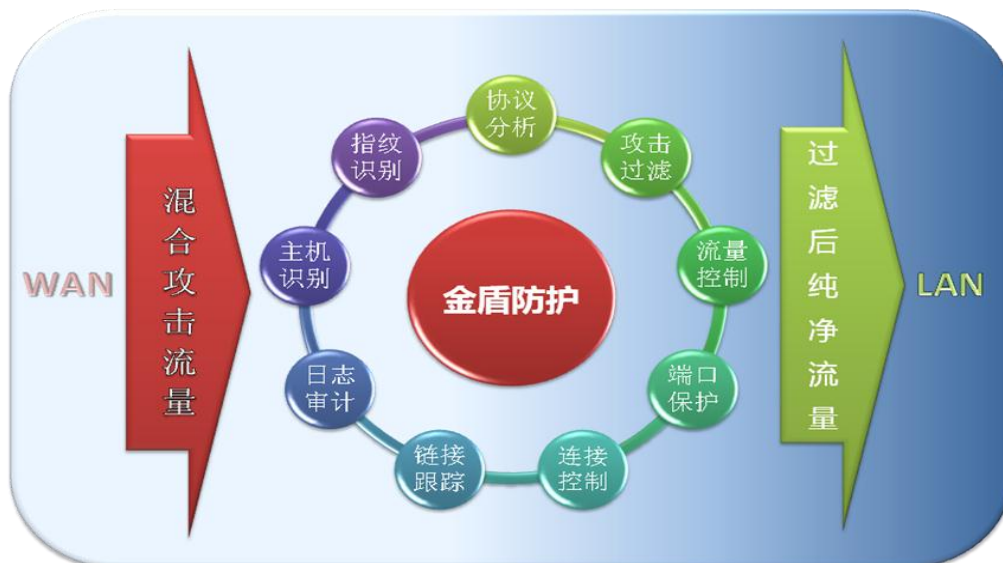 WAN
混合攻击流量
协议
分析
攻击
过滤
流量
控制
端口
保护
连接
控制
链接
跟踪
日志
审计
主机
识别
指纹
识别
金盾防护
过滤后纯净流量
LAN